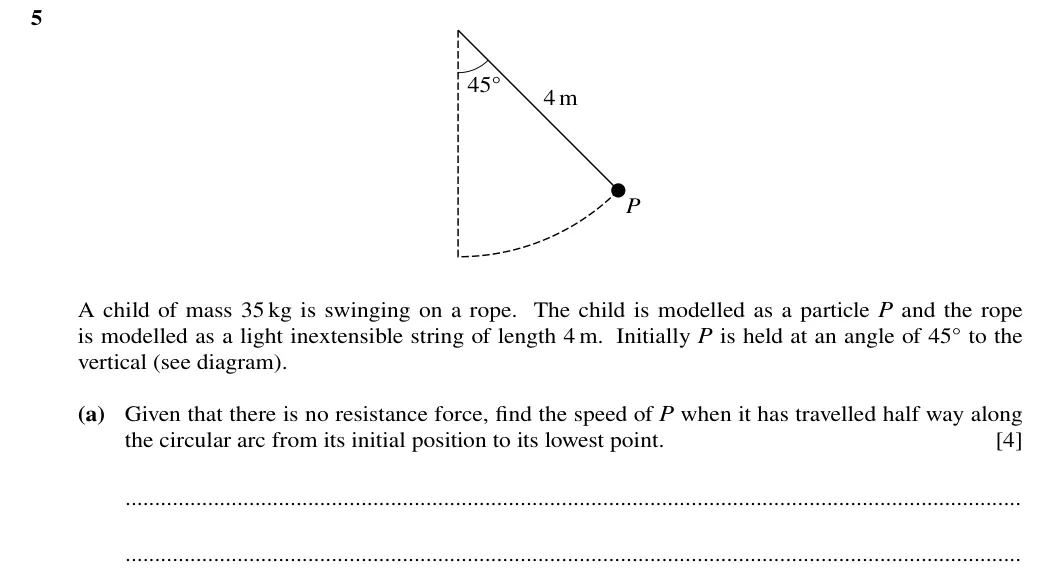 5
45°
4 m
P
A child of mass 35 kg is swinging on a rope. The child is modelled as a particle P and the rope
is modelled as a light inextensible string of length 4 m. Initially P is held at an angle of 45° to the
vertical (see diagram).
(a) Given that there is no resistance force, find the speed of P when it has travelled half way along
the circular arc from its initial position to its lowest point. [4]